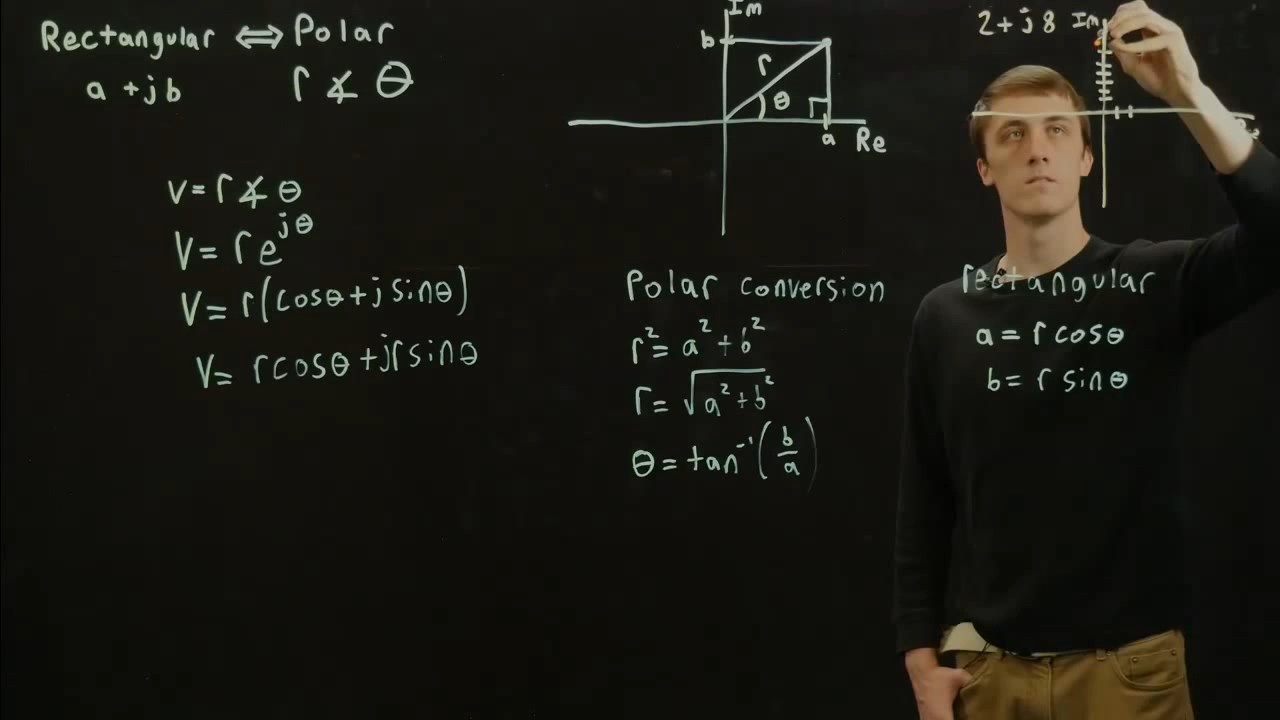 Rectangular ⟺ Polar
a + jb r ∡ θ
V = r ∡ θ
V = re^jθ
V = r(cosθ + j sinθ)
V = r cosθ + jr sinθ
Im
b
r
θ
a Re
2 + j8 Im
Polar conversion
r² = a² + b²
r = √a² + b²
θ = tan⁻¹(b/a)
rectangular
a = r cosθ
b = r sinθ